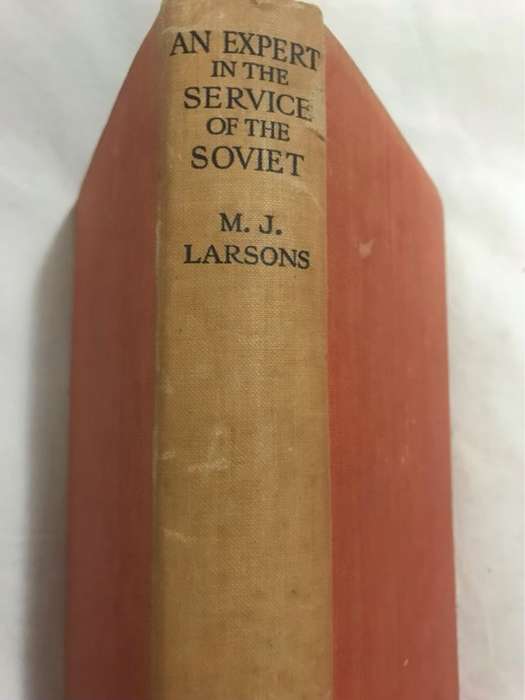 AN EXPERT
IN THE
SERVICE
OF THE
SOVIET
M. J.
LARSONS